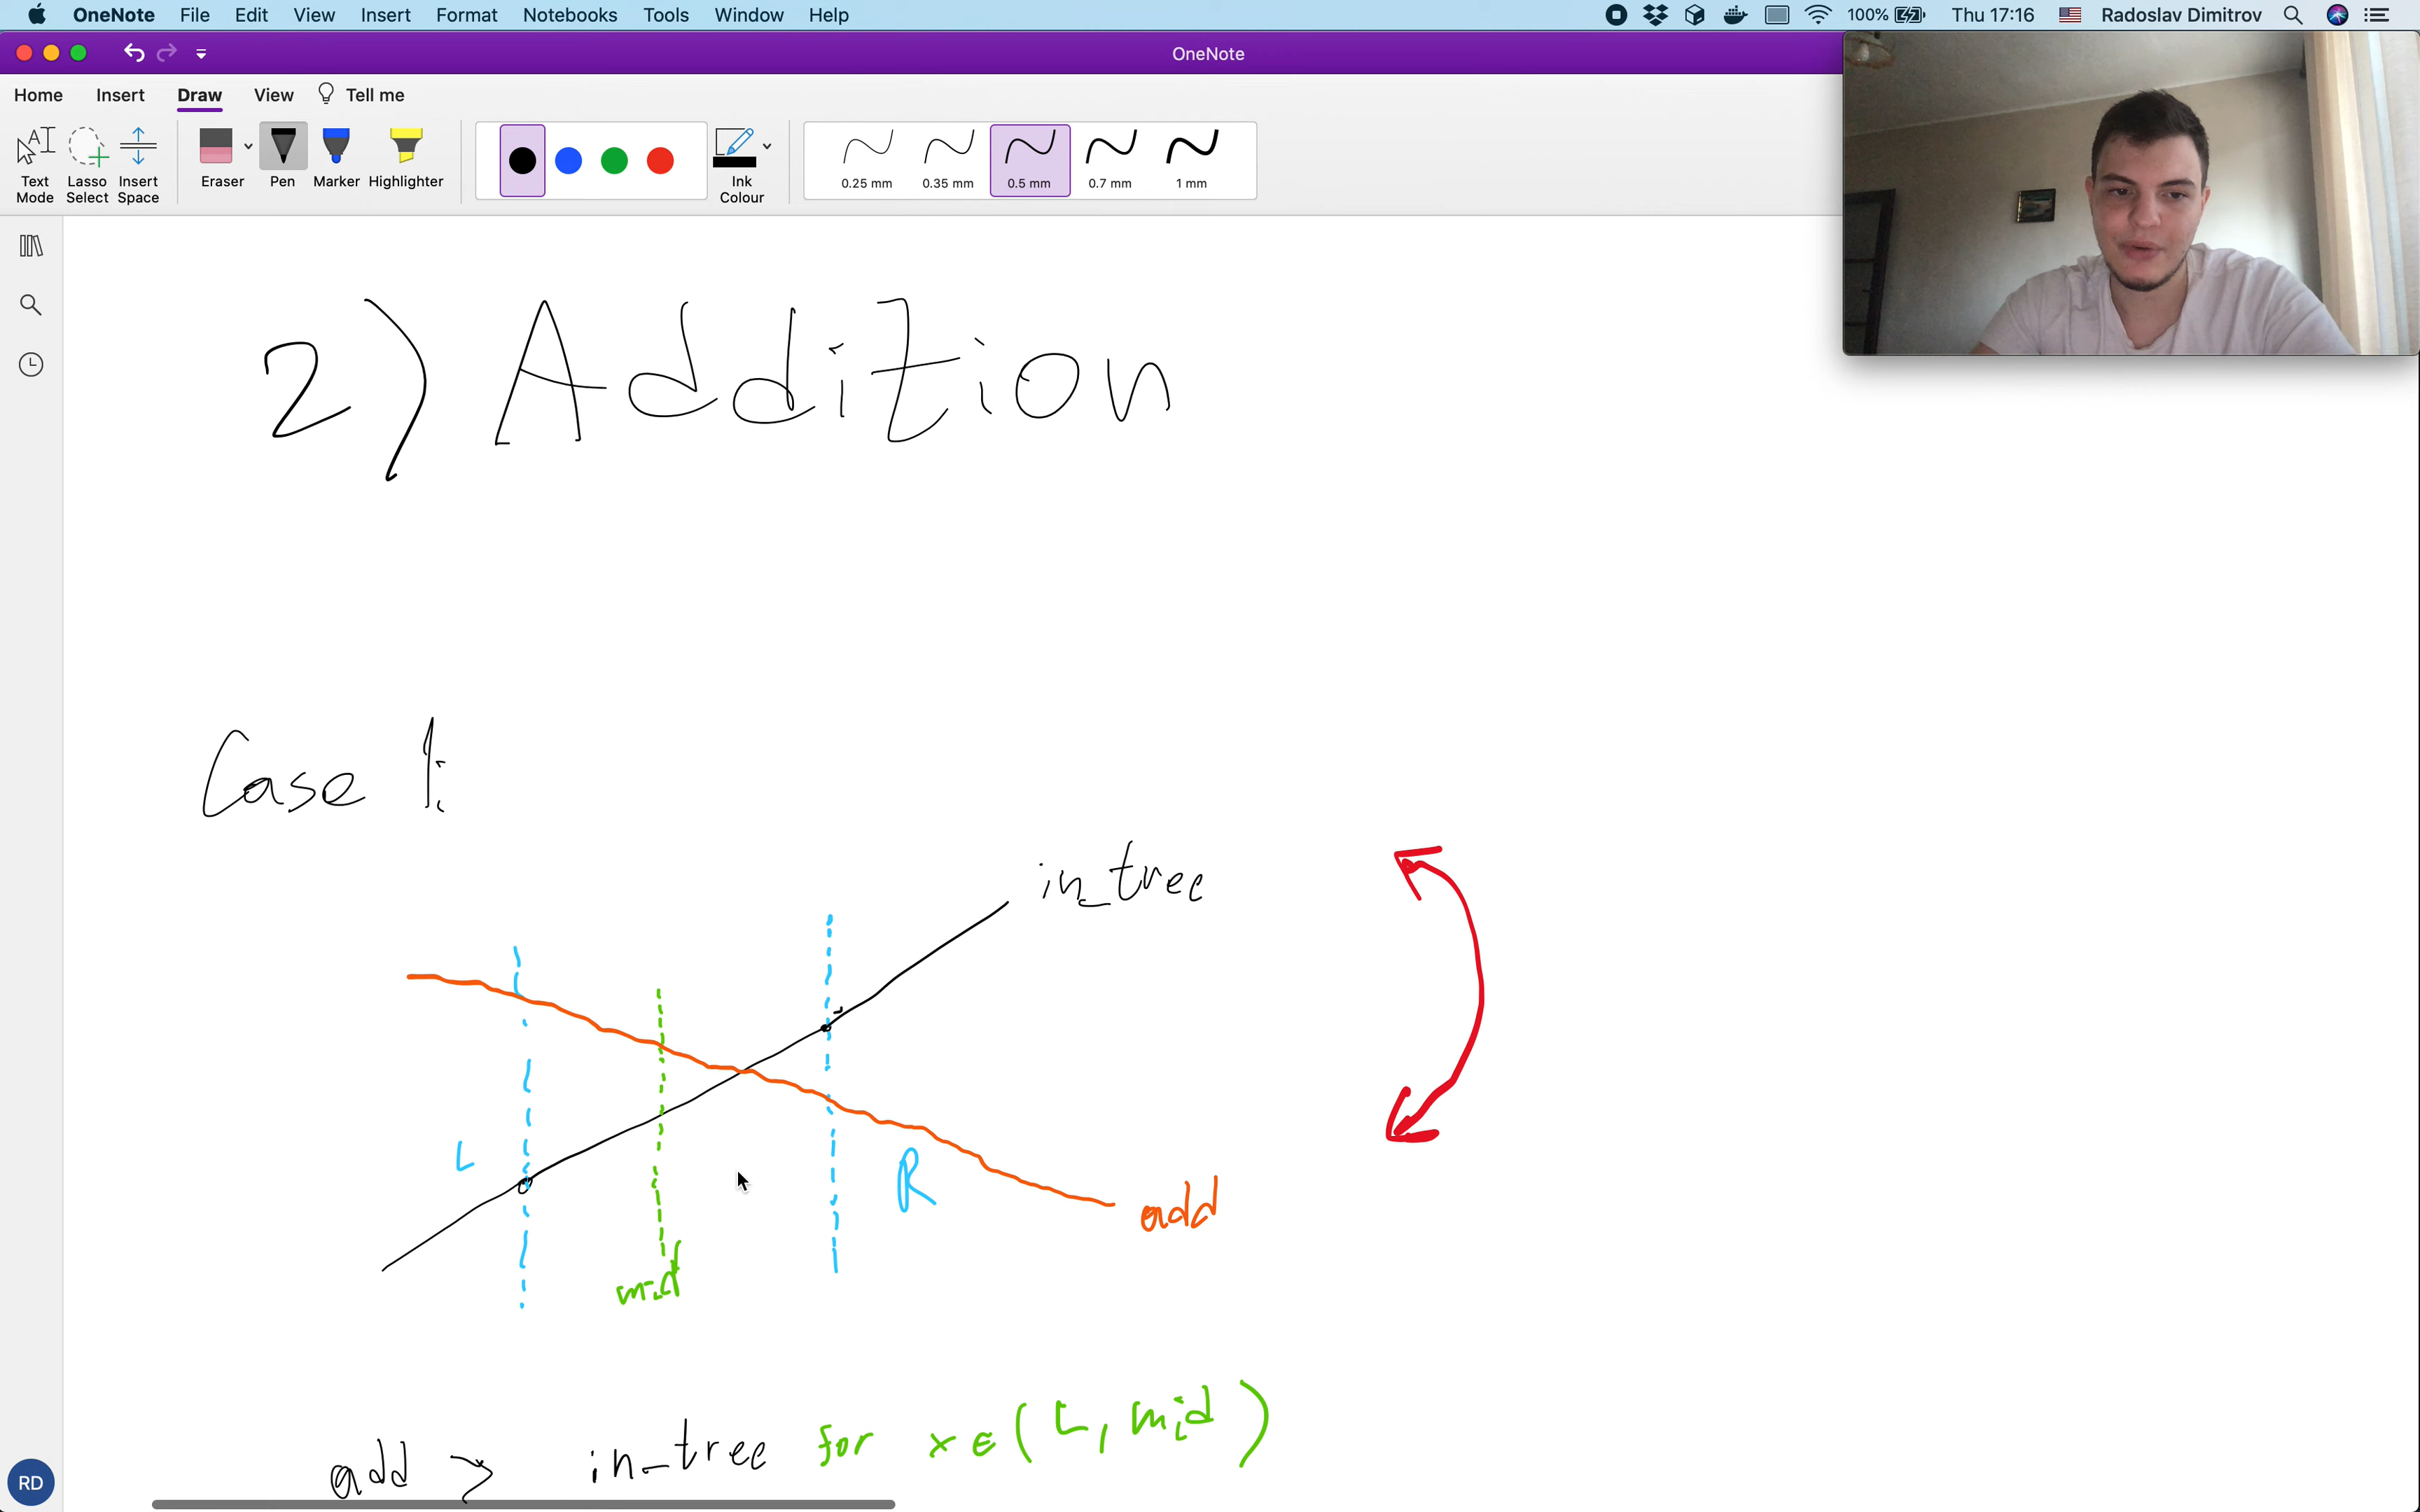 OneNote File Edit View Insert Format Notebooks Tools Window Help 100% Thu 17:16 Radoslav Dimitrov
OneNote
Home Insert Draw View Tell me
Text Mode Lasso Select Insert Space Eraser Pen Marker Highlighter Ink Colour 0.25 mm 0.35 mm 0.5 mm 0.7 mm 1 mm
2) Addition
Case 1:
in_tree
L
R
add
mid
add > in_tree for x ∈ (L, mid)
RD